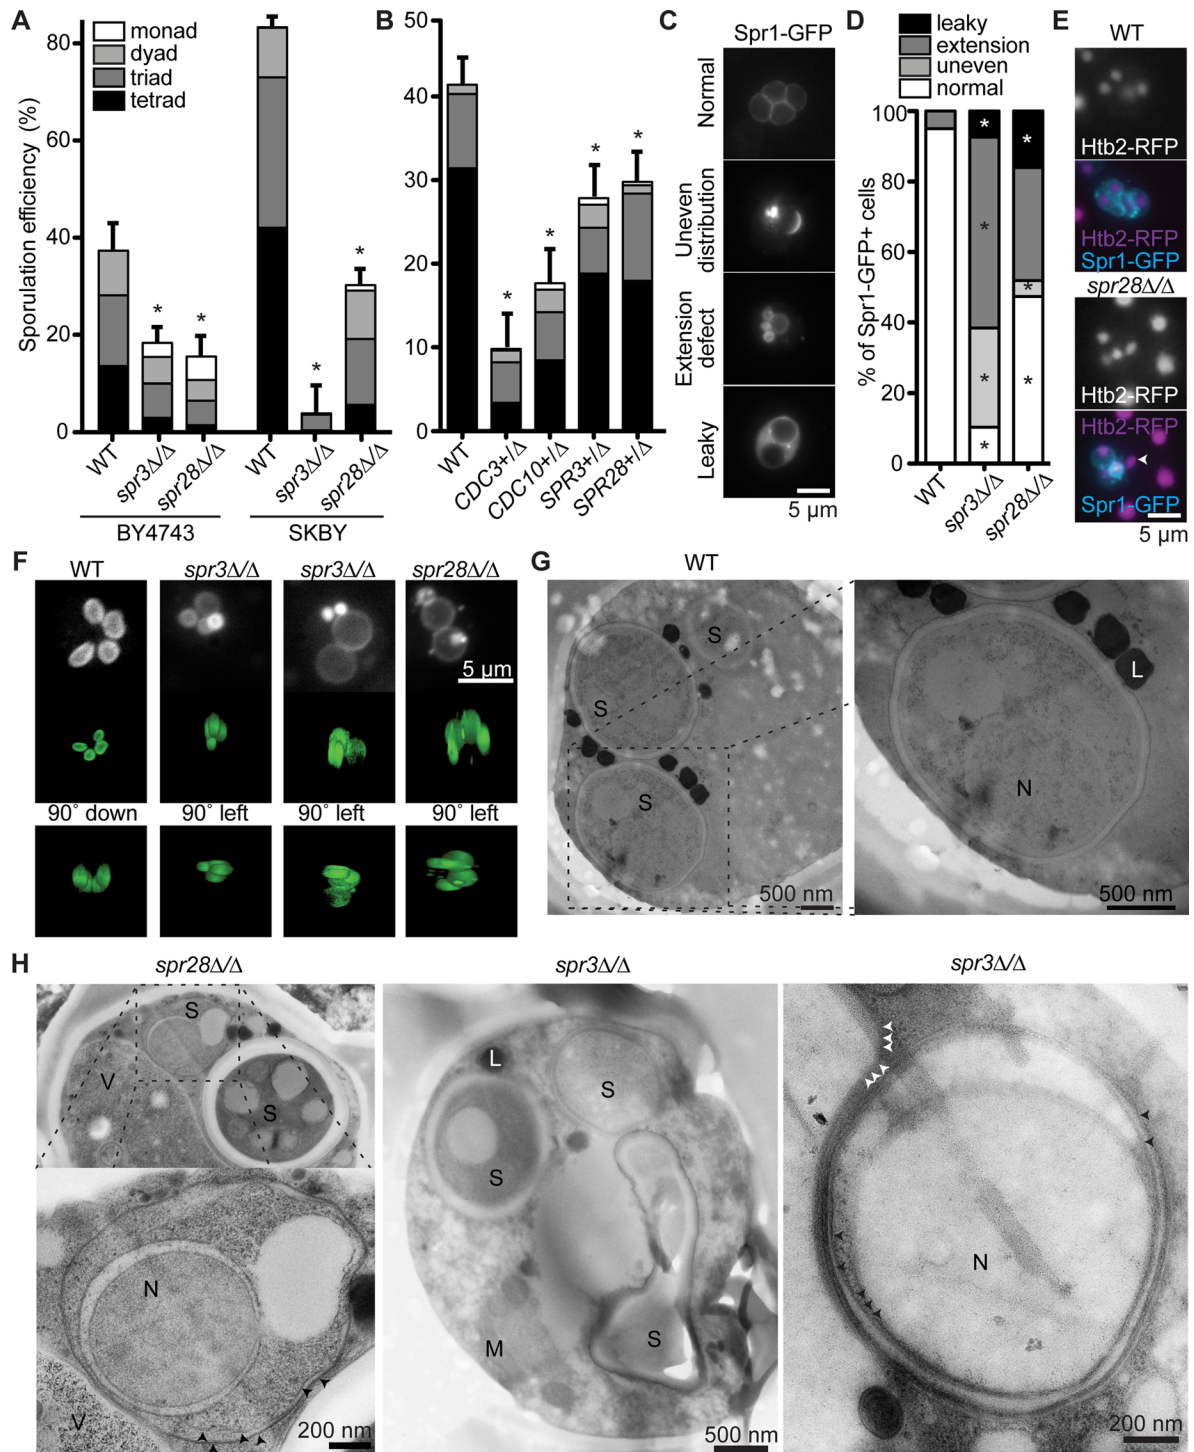 A
monad
dyad
triad
tetrad
Sporulation efficiency (%)
80
60
40
20
0
WT
spr3Δ/Δ
spr28Δ/Δ
WT
spr3Δ/Δ
spr28Δ/Δ
BY4743
SKBY
B
50
40
30
20
10
0
*
WT
CDC3+/Δ
CDC10+/Δ
SPR3+/Δ
SPR28+/Δ
C
Spr1-GFP
Normal
Uneven
distribution
Extension
defect
Leaky
5 μm
D
leaky
extension
uneven
normal
% of Spr1-GFP+ cells
100
80
60
40
20
0
*
WT
spr3Δ/Δ
spr28Δ/Δ
E
WT
Htb2-RFP
Htb2-RFP
Spr1-GFP
spr28Δ/Δ
Htb2-RFP
Htb2-RFP
Spr1-GFP
5 μm
F
WT
spr3Δ/Δ
spr3Δ/Δ
spr28Δ/Δ
5 μm
90˚ down
90˚ left
90˚ left
90˚ left
G
WT
S
S
S
500 nm
L
N
500 nm
H
spr28Δ/Δ
S
V
S
N
V
200 nm
spr3Δ/Δ
L
S
S
M
S
500 nm
spr3Δ/Δ
N
200 nm